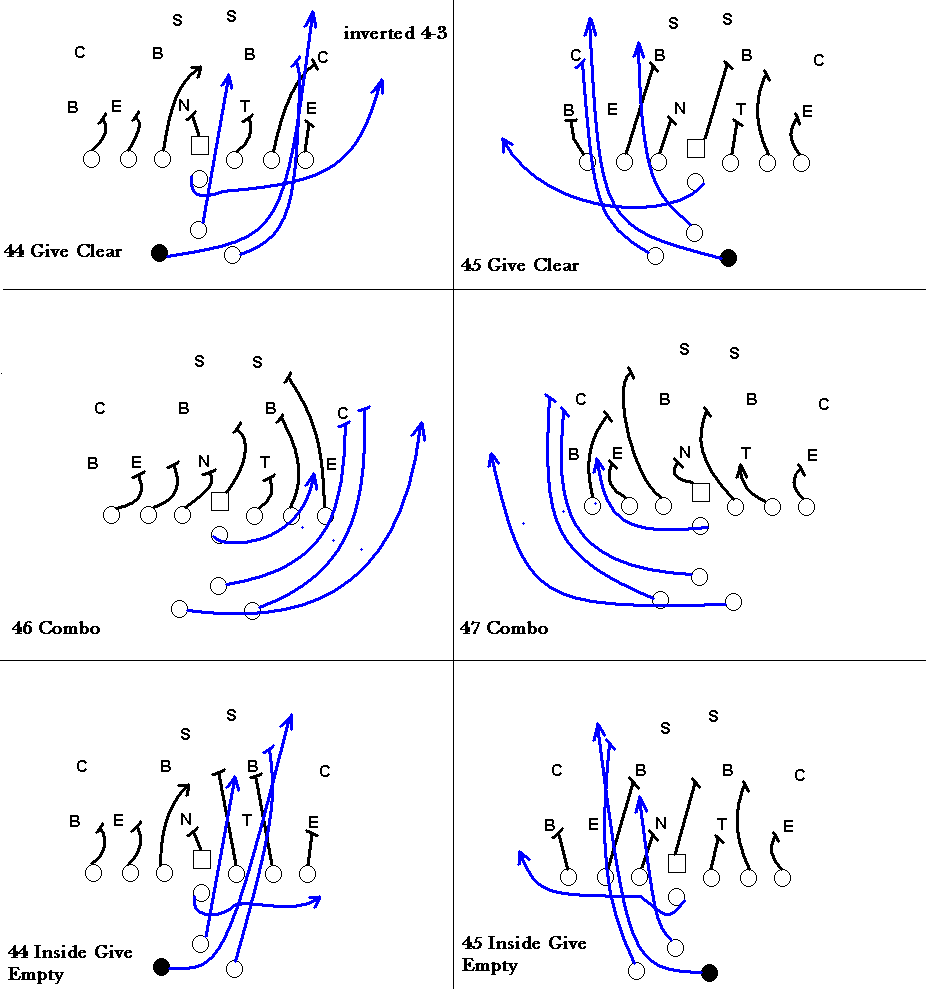 S S
inverted 4-3
C B B C
B E N T E
44 Give Clear
S S
C B B C
B E N T E
45 Give Clear
S S
C B B C
B E N T E
46 Combo
S S
C B B C
B E N T E
47 Combo
S S
C B B C
B E N T E
44 Inside Give
Empty
S S
C B B C
B E N T E
45 Inside Give
Empty